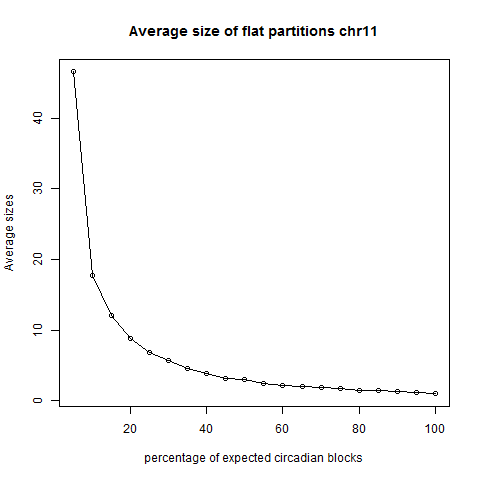 Average size of flat partitions chr11
Average sizes
40
30
20
10
0
20 40 60 80 100
percentage of expected circadian blocks